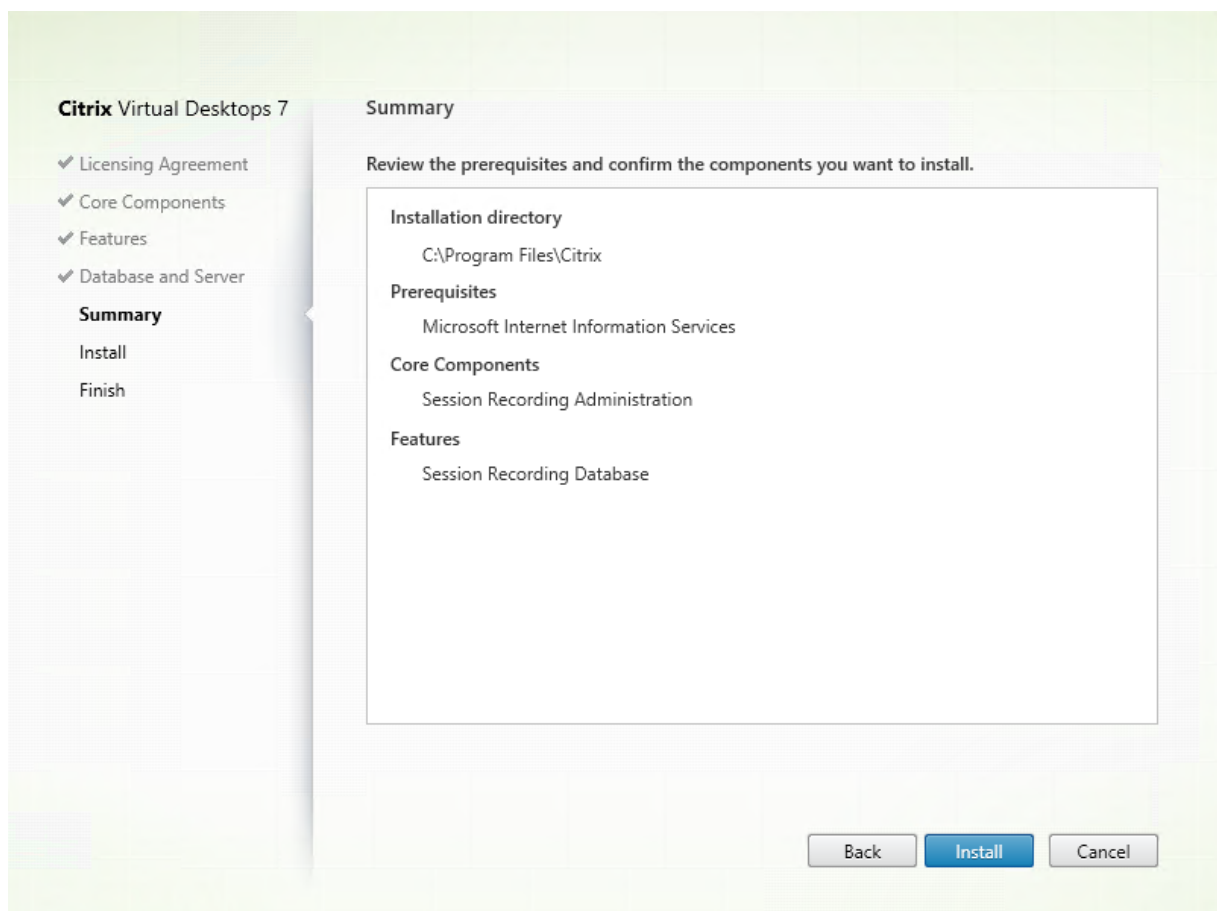 Citrix Virtual Desktops 7
Licensing Agreement
Core Components
Features
Database and Server
Summary
Install
Finish
Summary
Review the prerequisites and confirm the components you want to install.
Installation directory
C:\Program Files\Citrix
Prerequisites
Microsoft Internet Information Services
Core Components
Session Recording Administration
Features
Session Recording Database
Back
Install
Cancel